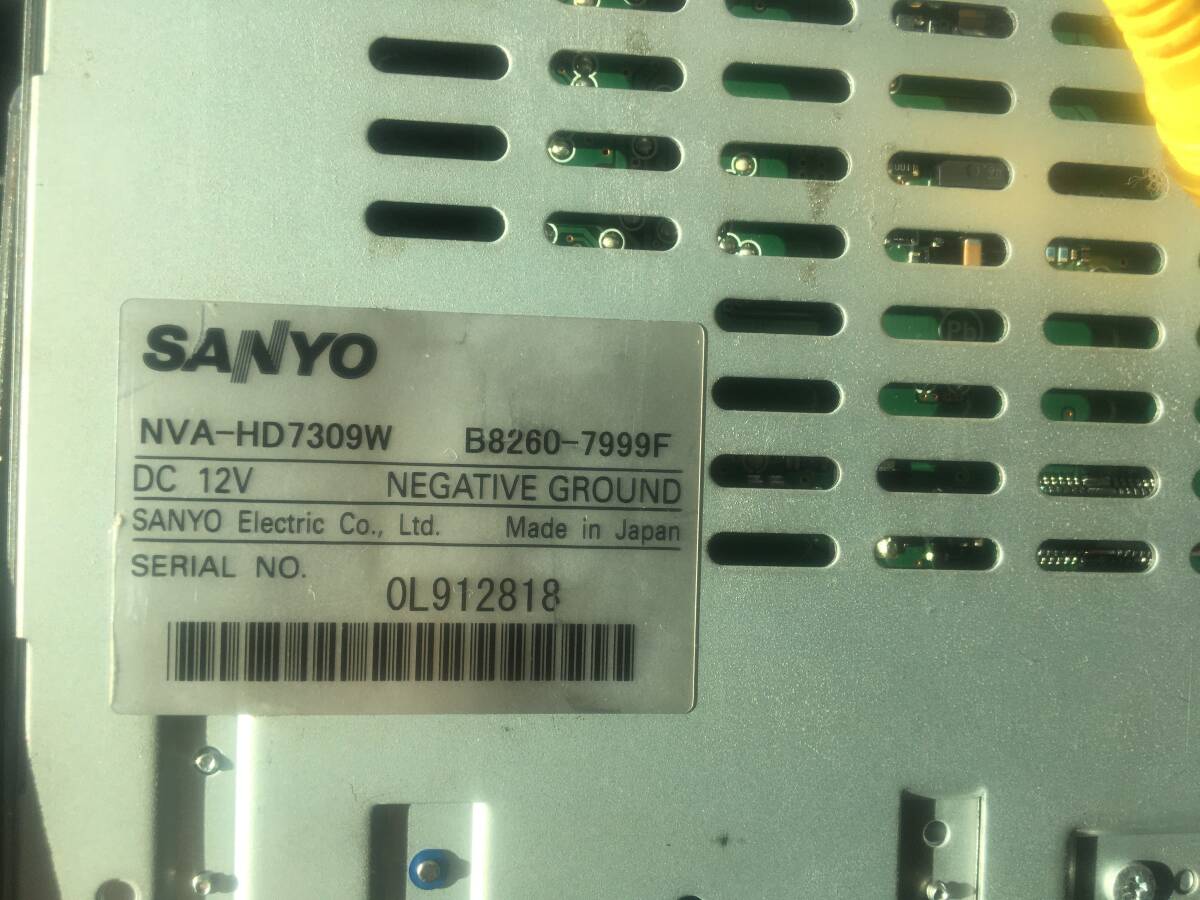 SANYO
NVA-HD7309W B8260-7999F
DC 12V NEGATIVE GROUND
SANYO Electric Co., Ltd. Made in Japan
SERIAL NO.
0L912818
Pb